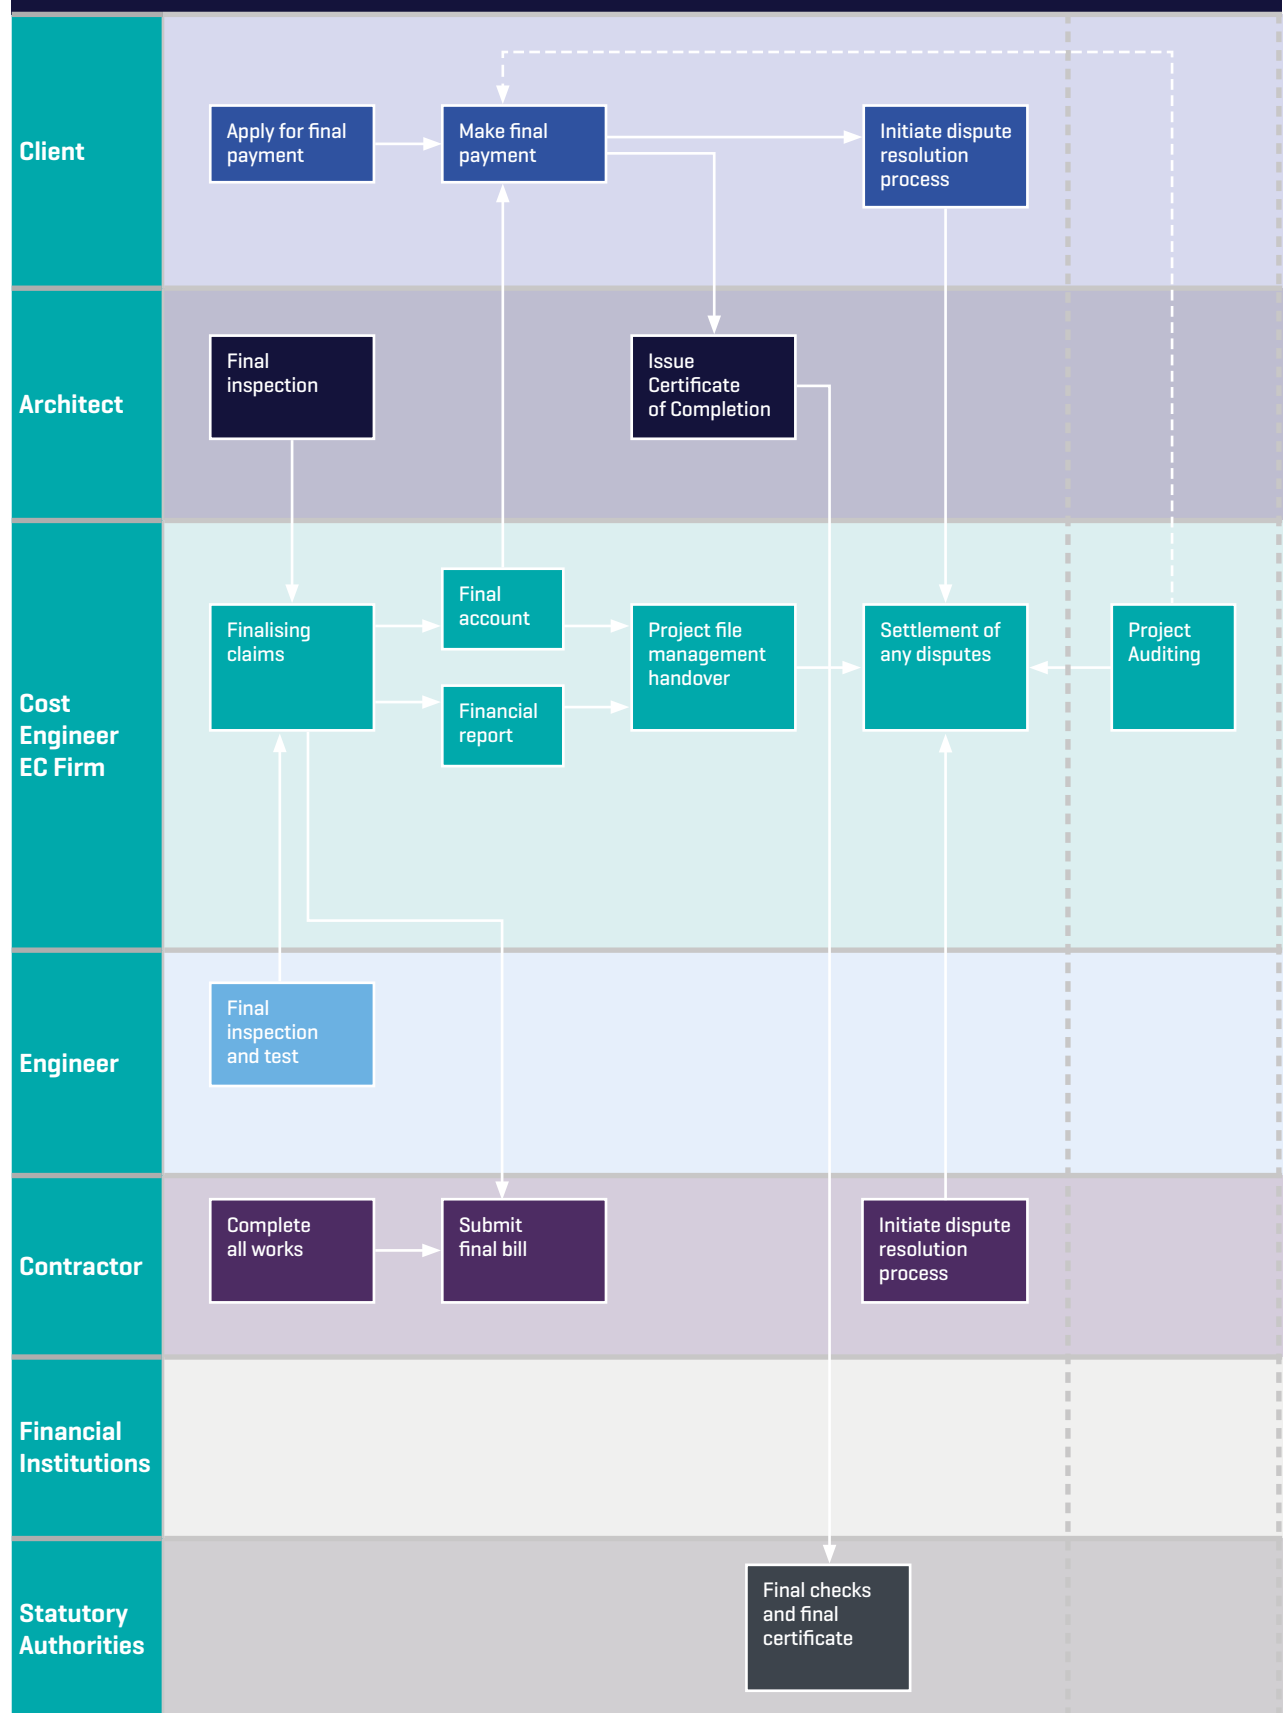 Client
Apply for final
payment
Make final
payment
Initiate dispute
resolution
process
Architect
Final
inspection
Issue
Certificate
of Completion
Cost
Engineer
EC Firm
Finalising
claims
Final
account
Financial
report
Project file
management
handover
Settlement of
any disputes
Project
Auditing
Engineer
Final
inspection
and test
Contractor
Complete
all works
Submit
final bill
Initiate dispute
resolution
process
Financial
Institutions
Statutory
Authorities
Final checks
and final
certificate